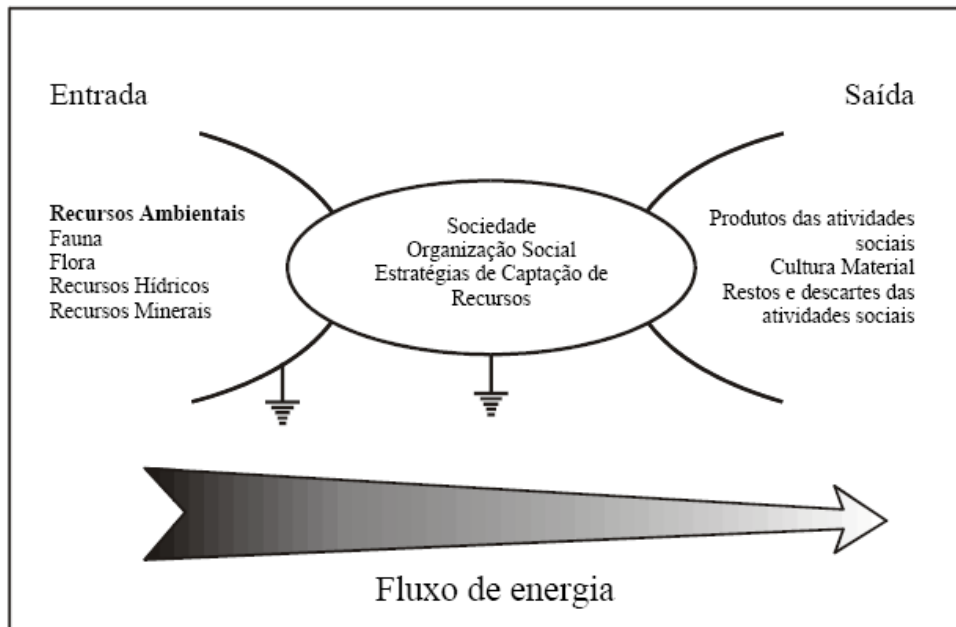 Entrada
Saída
Recursos Ambientais
Fauna
Flora
Recursos Hídricos
Recursos Minerais
Sociedade
Organização Social
Estratégias de Captação de
Recursos
Produtos das atividades
sociais
Cultura Material
Restos e descartes das
atividades sociais
Fluxo de energia